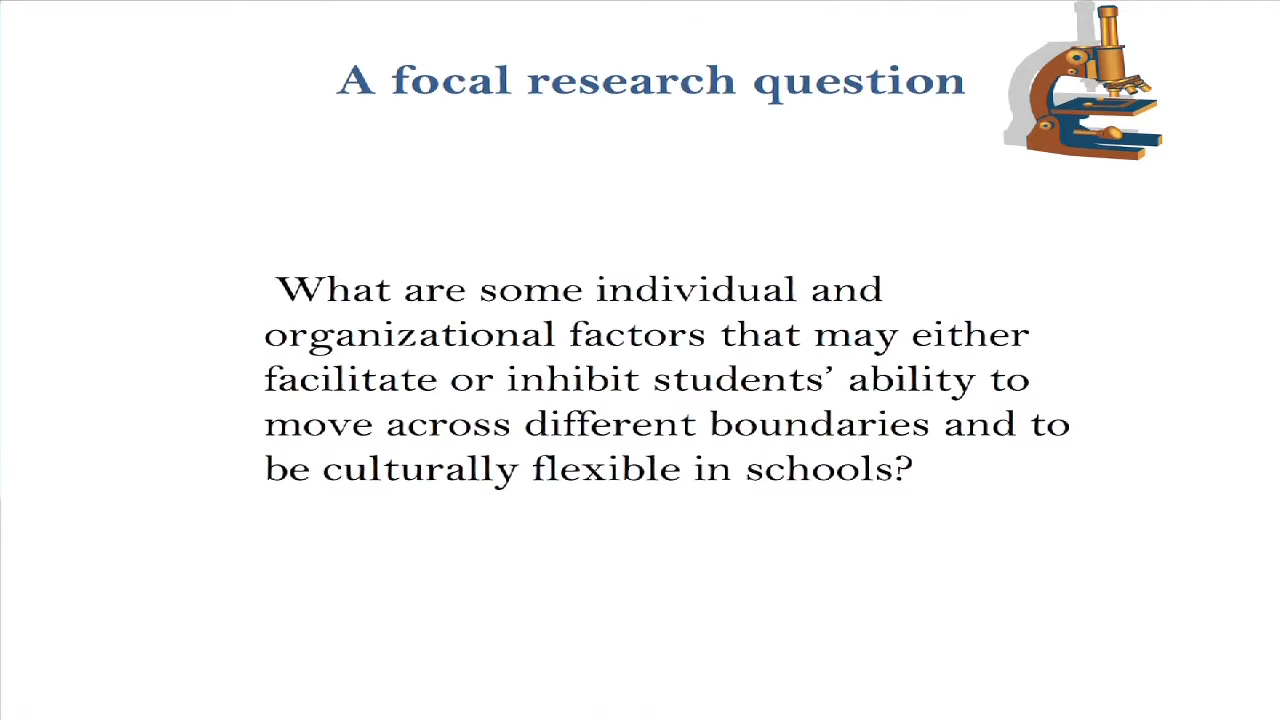 A focal research question
What are some individual and
organizational factors that may either
facilitate or inhibit students’ ability to
move across different boundaries and to
be culturally flexible in schools?